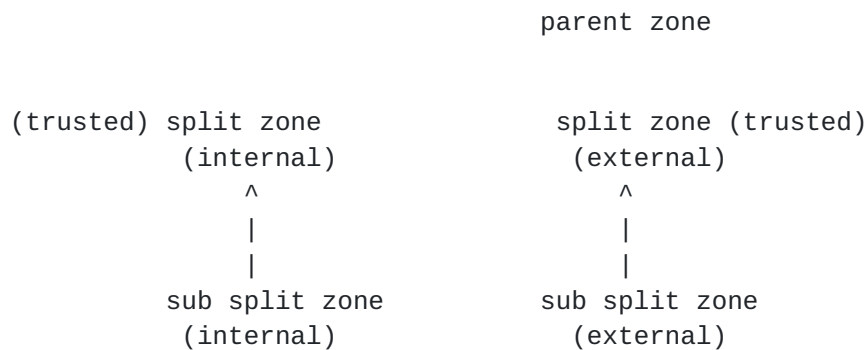 parent zone
(trusted) split zone split zone (trusted)
(internal) (external)
^ ^
| |
| |
sub split zone sub split zone
(internal) (external)